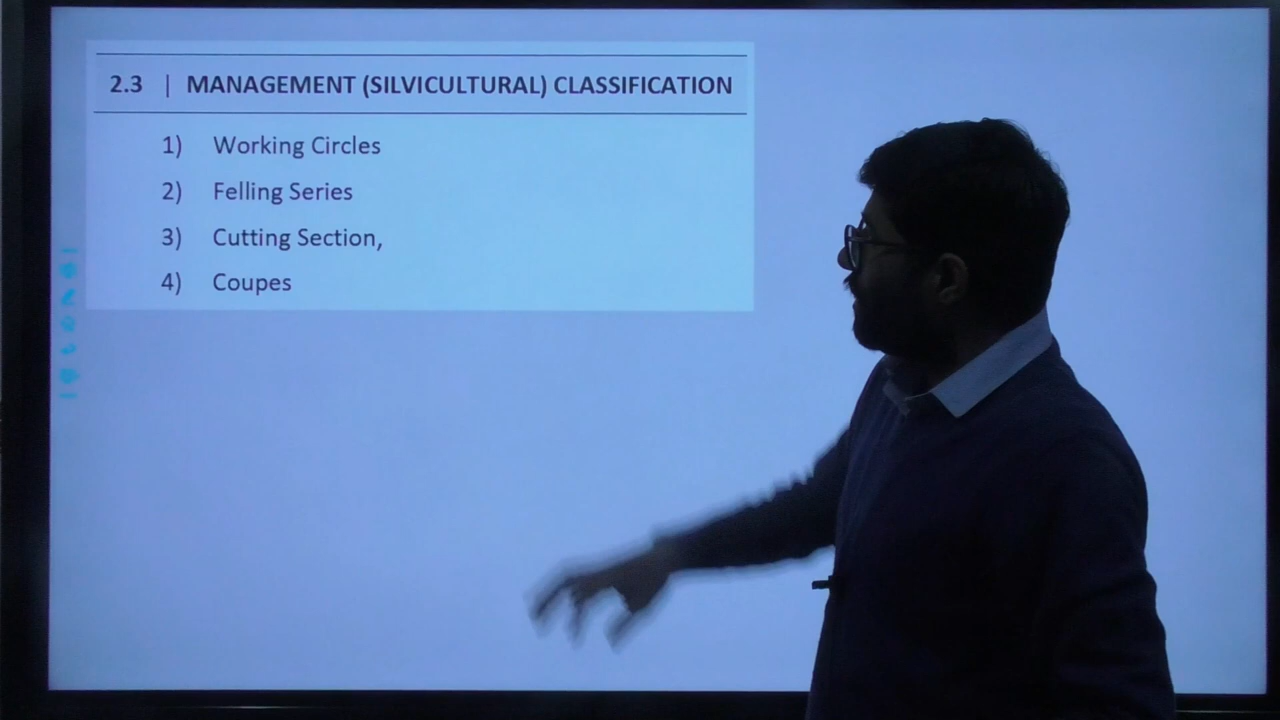 2.3 | MANAGEMENT (SILVICULTURAL) CLASSIFICATION
1) Working Circles
2) Felling Series
3) Cutting Section,
4) Coupes